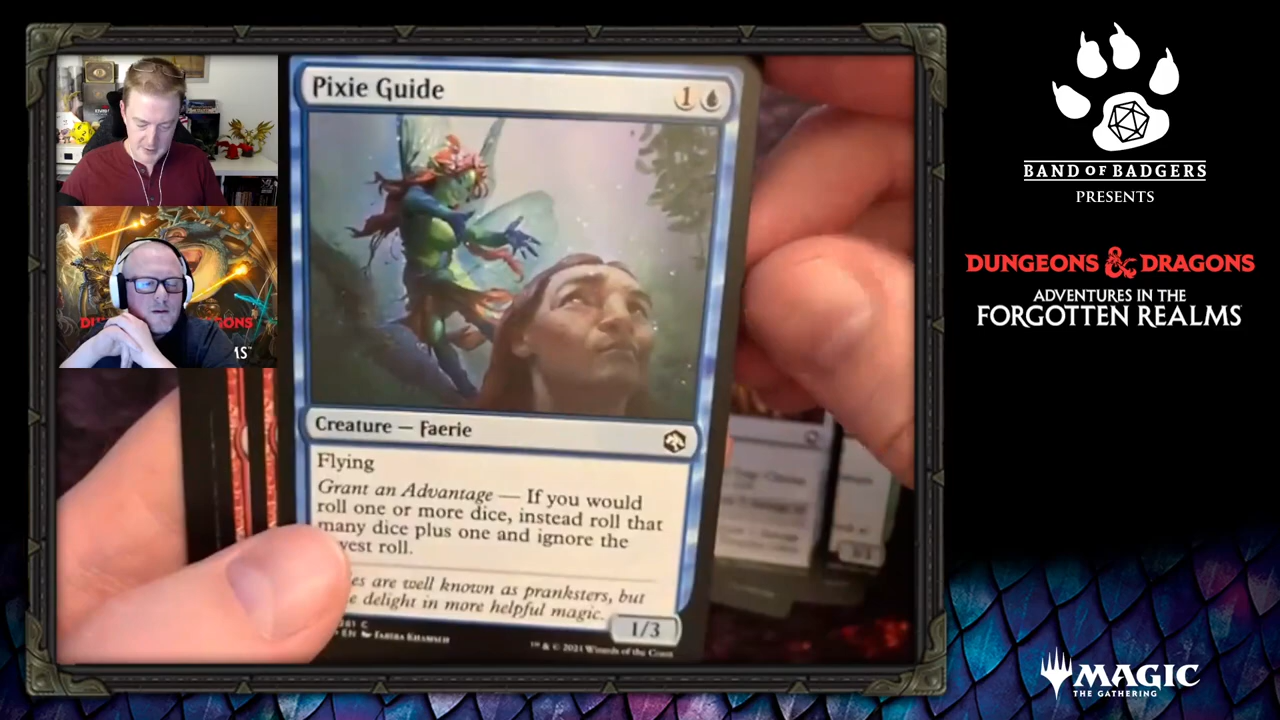 Pixie Guide
1
Creature — Faerie
Flying
Grant an Advantage — If you would
roll one or more dice, instead roll that
many dice plus one and ignore the
roll.
are well known as pranksters, but
delight in more helpful magic.
1/3
EN
™ & © 2021 Wizards of the Coast
BAND OF BADGERS
PRESENTS
DUNGEONS & DRAGONS
ADVENTURES IN THE
FORGOTTEN REALMS
MAGIC
THE GATHERING